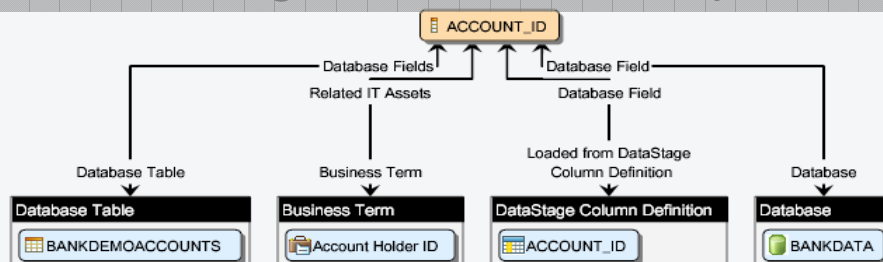 ACCOUNT_ID
Database Fields
Database Field
Related IT Assets
Database Field
Loaded from DataStage
Database Table
Business Term
Column Definition
Database
Database Table
Business Term
DataStage Column Definition
Database
BANKDEMOACCOUNTS
Account Holder ID
ACCOUNT_ID
BANKDATA